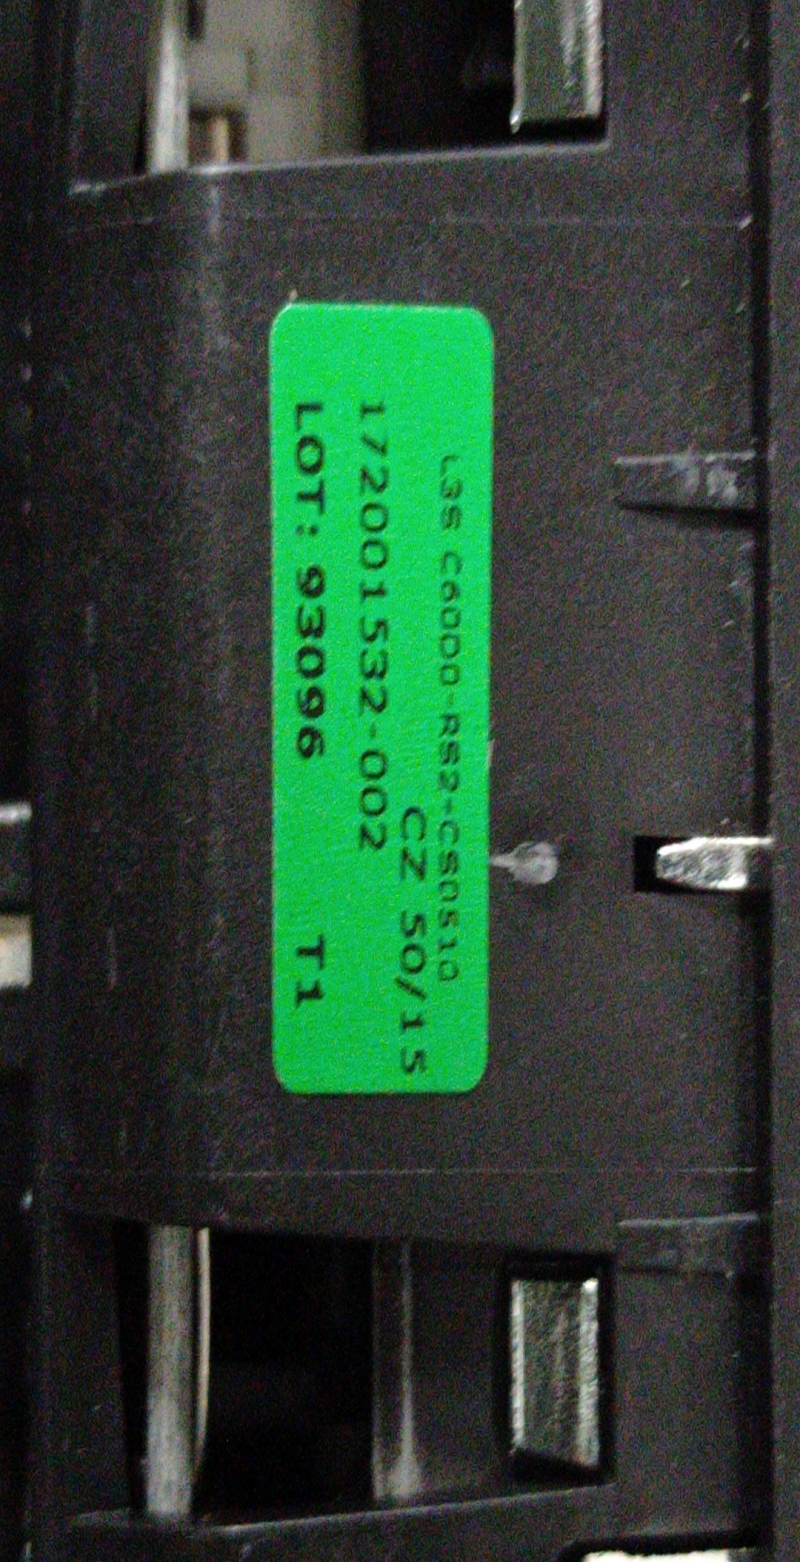 L3S C6000-RS2-CS0510
CZ 50/15
172001532-002
LOT: 93096 T1